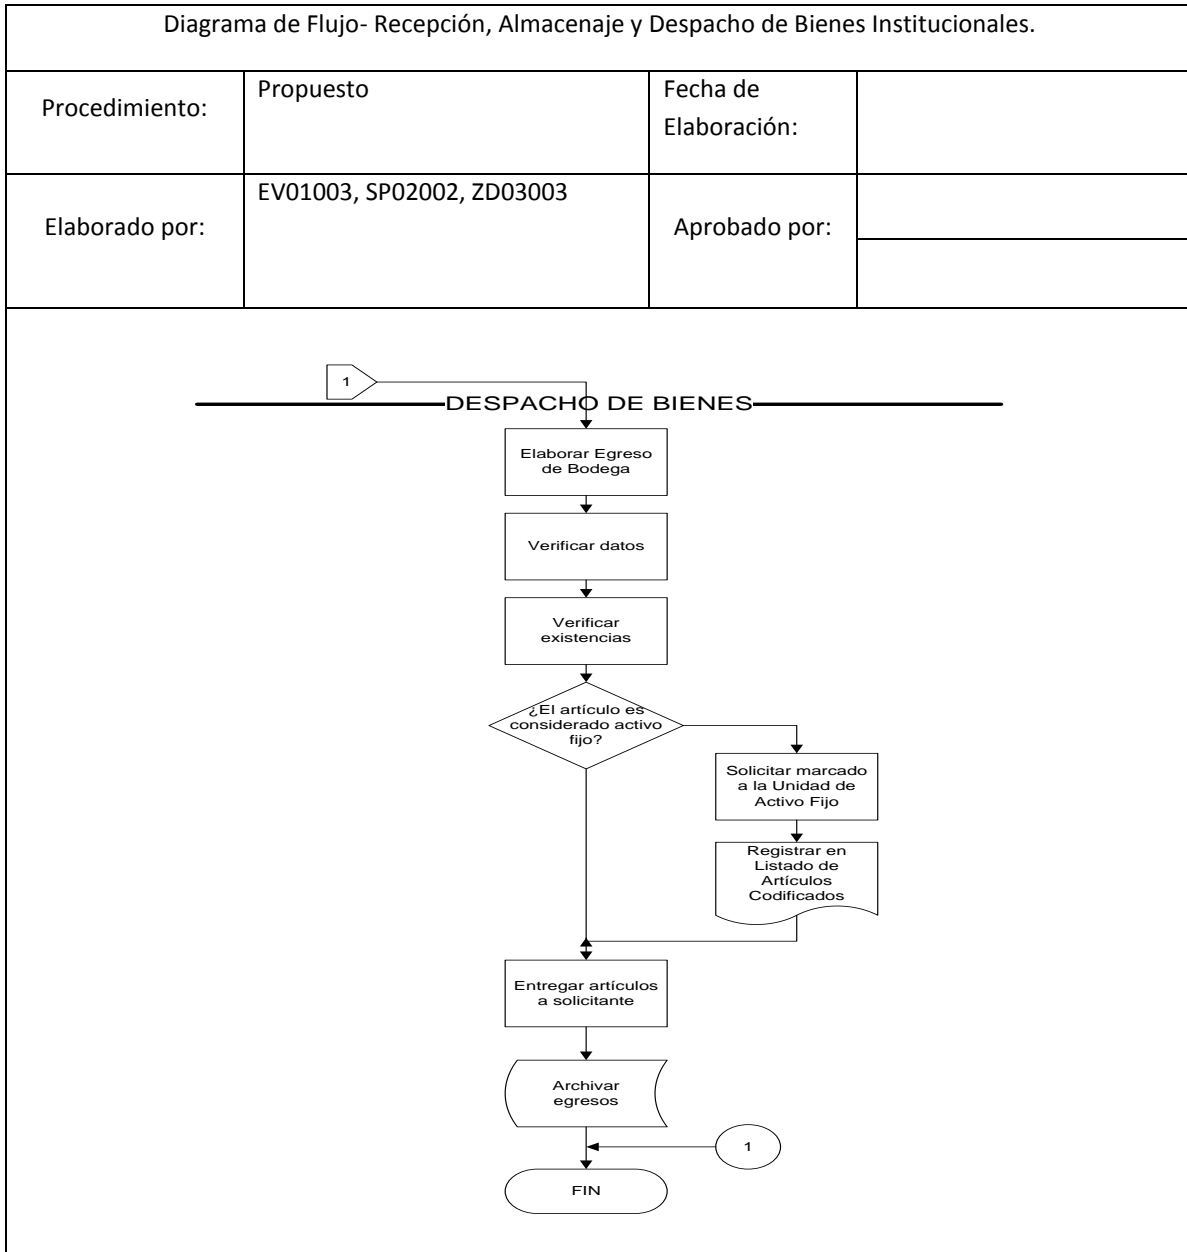 Diagrama de Flujo- Recepción, Almacenaje y Despacho de Bienes Institucionales.
Procedimiento:
Propuesto
Fecha de
Elaboración:
Elaborado por:
EV01003, SP02002, ZD03003
Aprobado por:
1
DESPACHO DE BIENES
Elaborar Egreso
de Bodega
Verificar datos
Verificar
existencias
¿El artículo es
considerado activo
fijo?
Solicitar marcado
a la Unidad de
Activo Fijo
Registrar en
Listado de
Artículos
Codificados
Entregar artículos
a solicitante
Archivar
egresos
1
FIN